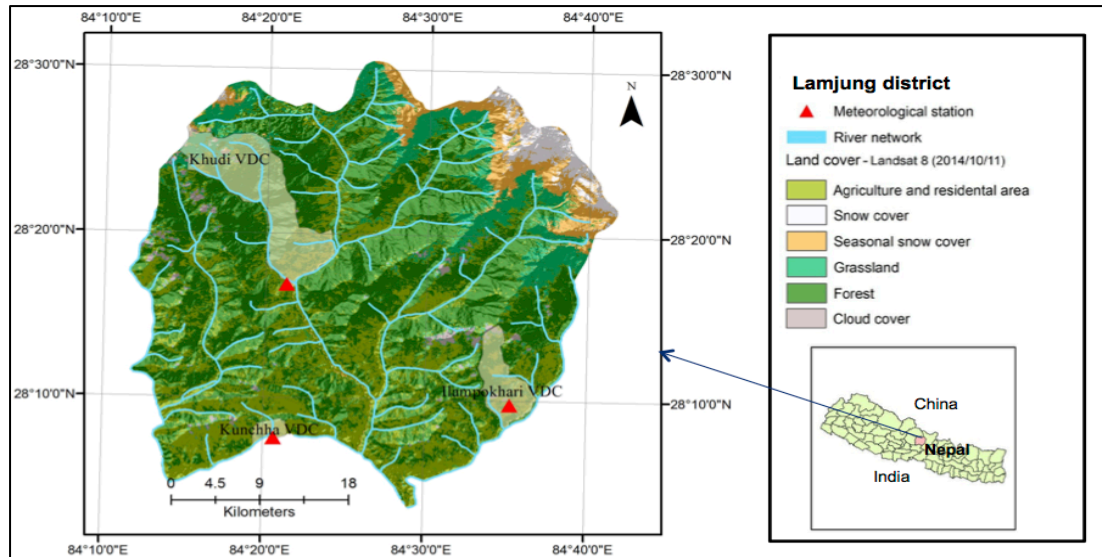 84°10'0"E 84°20'0"E 84°30'0"E 84°40'0"E
28°30'0"N
28°30'0"N
N
Khudi VDC
28°20'0"N
28°20'0"N
28°10'0"N
28°10'0"N
Ilampokhari VDC
Kunchha VDC
0 4.5 9 18
Kilometers
84°10'0"E 84°20'0"E 84°30'0"E 84°40'0"E
Lamjung district
Meteorological station
River network
Land cover - Landsat 8 (2014/10/11)
Agriculture and residental area
Snow cover
Seasonal snow cover
Grassland
Forest
Cloud cover
China
Nepal
India